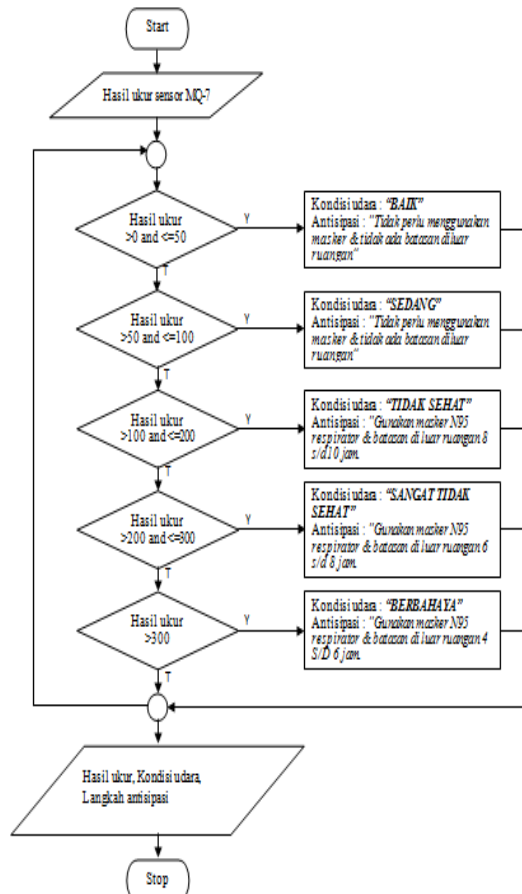 Start
Hasil ukur sensor MQ-7
Hasil ukur
>0 and <=50
Y
T
Kondisi udara : "BAIK"
Antisipasi : "Tidak perlu menggunakan
masker & tidak ada batasan diluar
ruangan"
Hasil ukur
>50 and <=100
Y
T
Kondisi udara : "SEDANG"
Antisipasi : "Tidak perlu menggunakan
masker & tidak ada batasan diluar
ruangan"
Hasil ukur
>100 and <=200
Y
T
Kondisi udara : "TIDAK SEHAT"
Antisipasi : "Gunakan masker N95
respirator & batasan di luar ruangan 8
s/d10 jam.
Hasil ukur
>200 and <=300
Y
T
Kondisi udara : "SANGAT TIDAK
SEHAT"
Antisipasi : "Gunakan masker N95
respirator & batasan di luar ruangan 6
s/d 8 jam.
Hasil ukur
>300
Y
T
Kondisi udara : "BERBAHAYA"
Antisipasi : "Gunakan masker N95
respirator & batasan di luar ruangan 4
S/D 6 jam.
Hasil ukur, Kondisi udara,
Langkah antisipasi
Stop